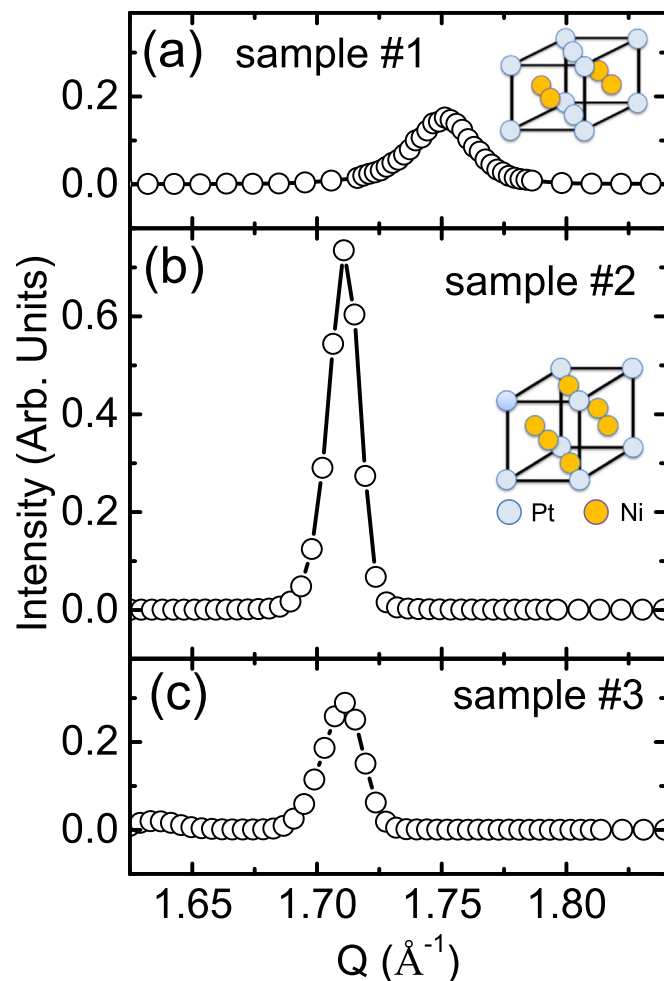 (a) sample #1
0.2
0.0
(b)
sample #2
0.6
0.4
0.2
0.0
Pt Ni
(c) sample #3
0.2
0.0
Intensity (Arb. Units)
1.65 1.70 1.75 1.80
Q (Å⁻¹)